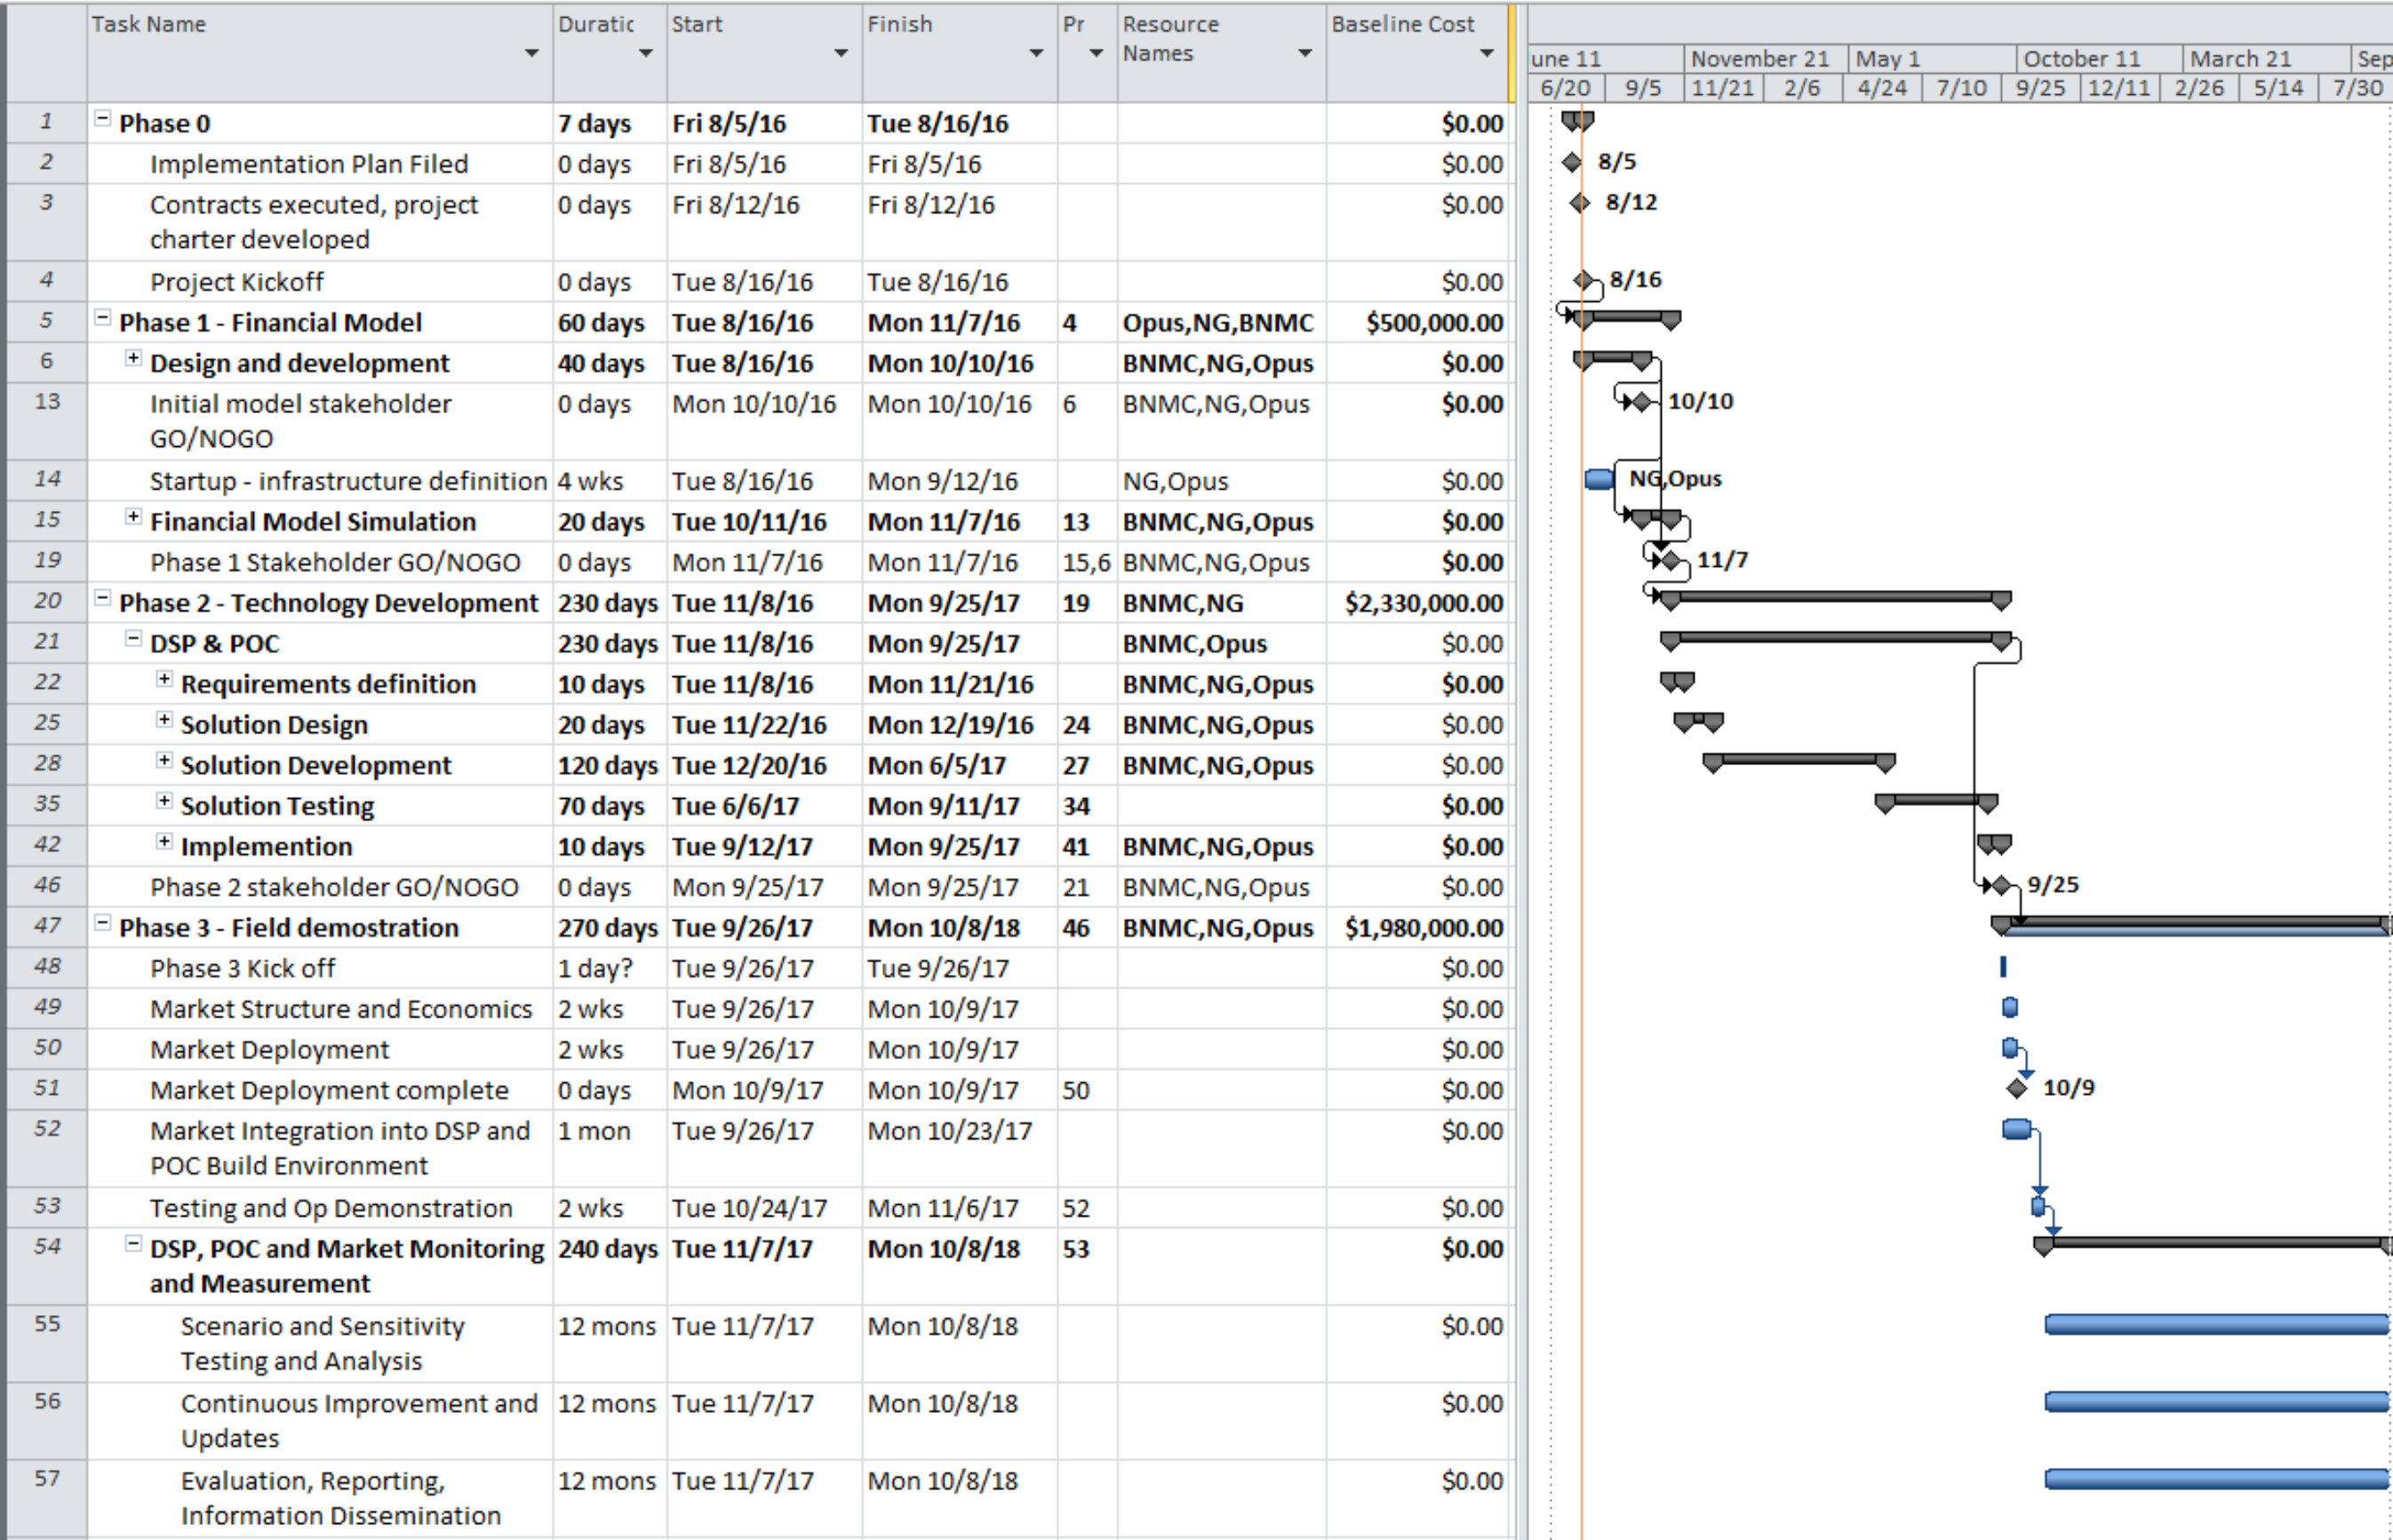 Task Name Duratic Start Finish Pr Resource Names Baseline Cost
une 11 November 21 May 1 October 11 March 21 Sep
6/20 9/5 11/21 2/6 4/24 7/10 9/25 12/11 2/26 5/14 7/30
1 Phase 0 7 days Fri 8/5/16 Tue 8/16/16 $0.00
2 Implementation Plan Filed 0 days Fri 8/5/16 Fri 8/5/16 $0.00 8/5
3 Contracts executed, project 0 days Fri 8/12/16 Fri 8/12/16 $0.00 8/12
charter developed
4 Project Kickoff 0 days Tue 8/16/16 Tue 8/16/16 $0.00 8/16
5 Phase 1 - Financial Model 60 days Tue 8/16/16 Mon 11/7/16 4 Opus,NG,BNMC $500,000.00
6 Design and development 40 days Tue 8/16/16 Mon 10/10/16 BNMC,NG,Opus $0.00
13 Initial model stakeholder 0 days Mon 10/10/16 Mon 10/10/16 6 BNMC,NG,Opus $0.00 10/10
GO/NOGO
14 Startup - infrastructure definition 4 wks Tue 8/16/16 Mon 9/12/16 NG,Opus $0.00 NG,Opus
15 Financial Model Simulation 20 days Tue 10/11/16 Mon 11/7/16 13 BNMC,NG,Opus $0.00
19 Phase 1 Stakeholder GO/NOGO 0 days Mon 11/7/16 Mon 11/7/16 15,6 BNMC,NG,Opus $0.00 11/7
20 Phase 2 - Technology Development 230 days Tue 11/8/16 Mon 9/25/17 19 BNMC,NG $2,330,000.00
21 DSP & POC 230 days Tue 11/8/16 Mon 9/25/17 BNMC,Opus $0.00
22 Requirements definition 10 days Tue 11/8/16 Mon 11/21/16 BNMC,NG,Opus $0.00
25 Solution Design 20 days Tue 11/22/16 Mon 12/19/16 24 BNMC,NG,Opus $0.00
28 Solution Development 120 days Tue 12/20/16 Mon 6/5/17 27 BNMC,NG,Opus $0.00
35 Solution Testing 70 days Tue 6/6/17 Mon 9/11/17 34 $0.00
42 Implemention 10 days Tue 9/12/17 Mon 9/25/17 41 BNMC,NG,Opus $0.00
46 Phase 2 stakeholder GO/NOGO 0 days Mon 9/25/17 Mon 9/25/17 21 BNMC,NG,Opus $0.00 9/25
47 Phase 3 - Field demostration 270 days Tue 9/26/17 Mon 10/8/18 46 BNMC,NG,Opus $1,980,000.00
48 Phase 3 Kick off 1 day? Tue 9/26/17 Tue 9/26/17 $0.00
49 Market Structure and Economics 2 wks Tue 9/26/17 Mon 10/9/17 $0.00
50 Market Deployment 2 wks Tue 9/26/17 Mon 10/9/17 $0.00
51 Market Deployment complete 0 days Mon 10/9/17 Mon 10/9/17 50 $0.00 10/9
52 Market Integration into DSP and 1 mon Tue 9/26/17 Mon 10/23/17 $0.00
POC Build Environment
53 Testing and Op Demonstration 2 wks Tue 10/24/17 Mon 11/6/17 52 $0.00
54 DSP, POC and Market Monitoring 240 days Tue 11/7/17 Mon 10/8/18 53 $0.00
and Measurement
55 Scenario and Sensitivity 12 mons Tue 11/7/17 Mon 10/8/18 $0.00
Testing and Analysis
56 Continuous Improvement and 12 mons Tue 11/7/17 Mon 10/8/18 $0.00
Updates
57 Evaluation, Reporting, 12 mons Tue 11/7/17 Mon 10/8/18 $0.00
Information Dissemination